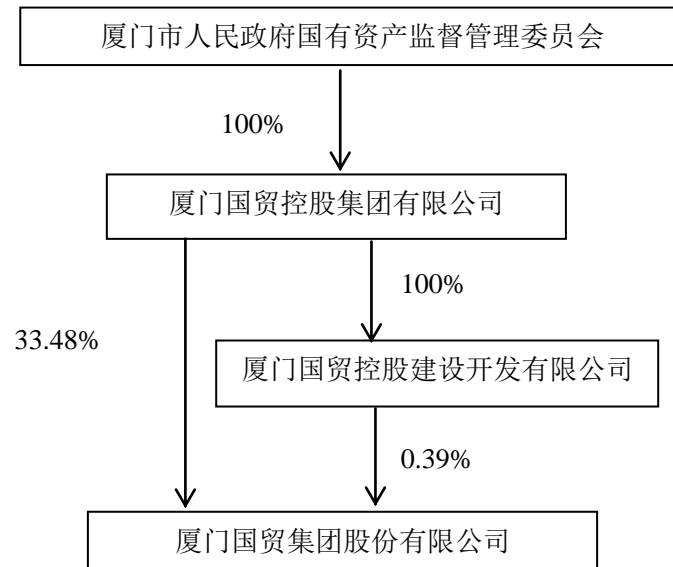 厦门市人民政府国有资产监督管理委员会
100%
厦门国贸控股集团有限公司
100%
33.48%
厦门国贸控股建设开发有限公司
0.39%
厦门国贸集团股份有限公司